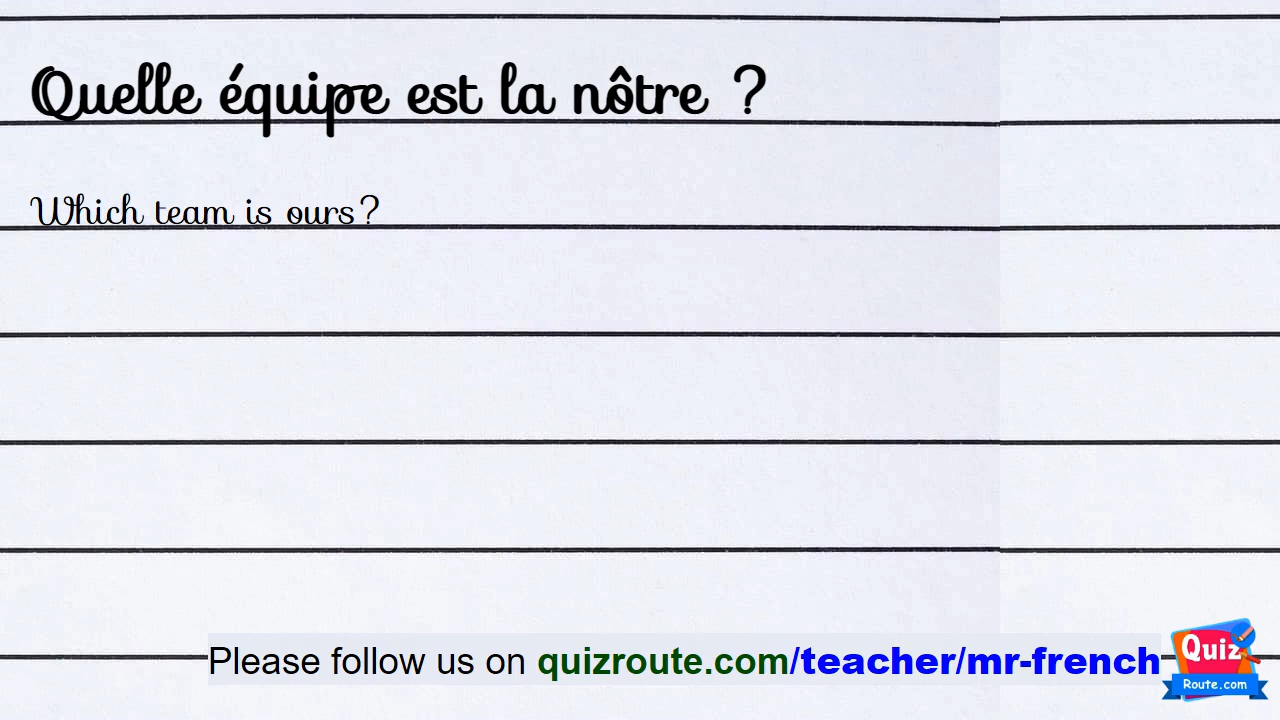 Quelle équipe est la nôtre ?
Which team is ours?
Please follow us on quizroute.com/teacher/mr-french
Quiz
Route.com